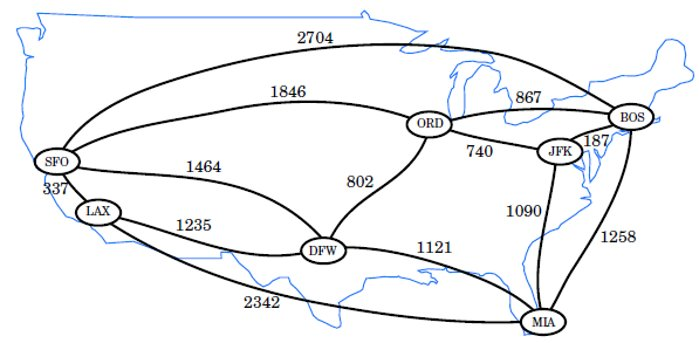 2704
1846
867
BOS
ORD
187
740
JFK
SFO
1464
337
802
LAX
1235
1090
1258
DFW
1121
2342
MIA